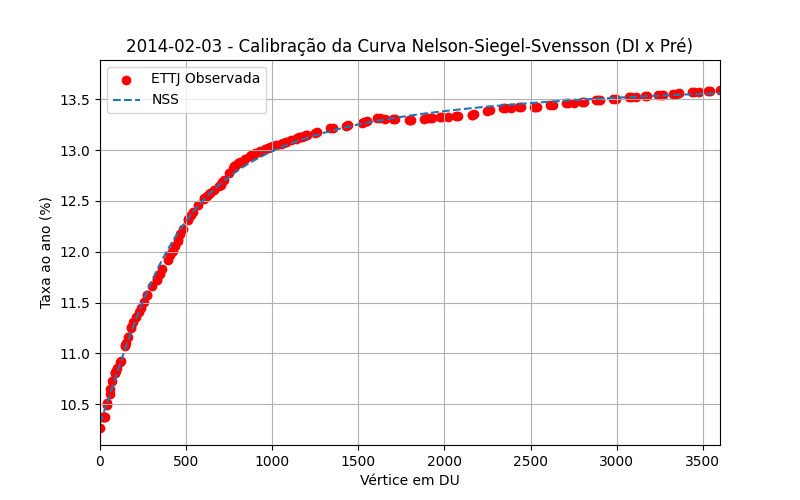 2014-02-03 - Calibração da Curva Nelson-Siegel-Svensson (DI x Pré)
ETTJ Observada
NSS
Taxa ao ano (%)
13.5
13.0
12.5
12.0
11.5
11.0
10.5
0 500 1000 1500 2000 2500 3000 3500
Vértice em DU